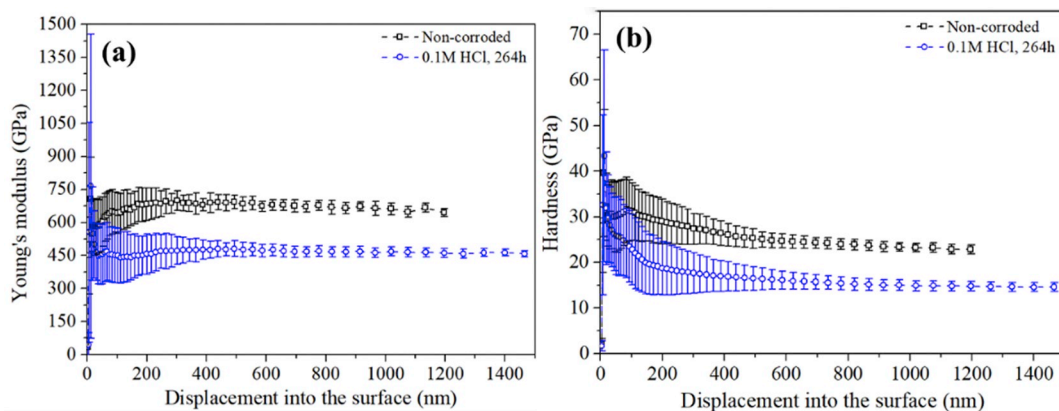 (a)
Non-corroded
0.1M HCl, 264h
Young's modulus (GPa)
1500
1350
1200
1050
900
750
600
450
300
150
0
0 200 400 600 800 1000 1200 1400
Displacement into the surface (nm)
(b)
Non-corroded
0.1M HCl, 264h
Hardness (GPa)
70
60
50
40
30
20
10
0
0 200 400 600 800 1000 1200 1400
Displacement into the surface (nm)